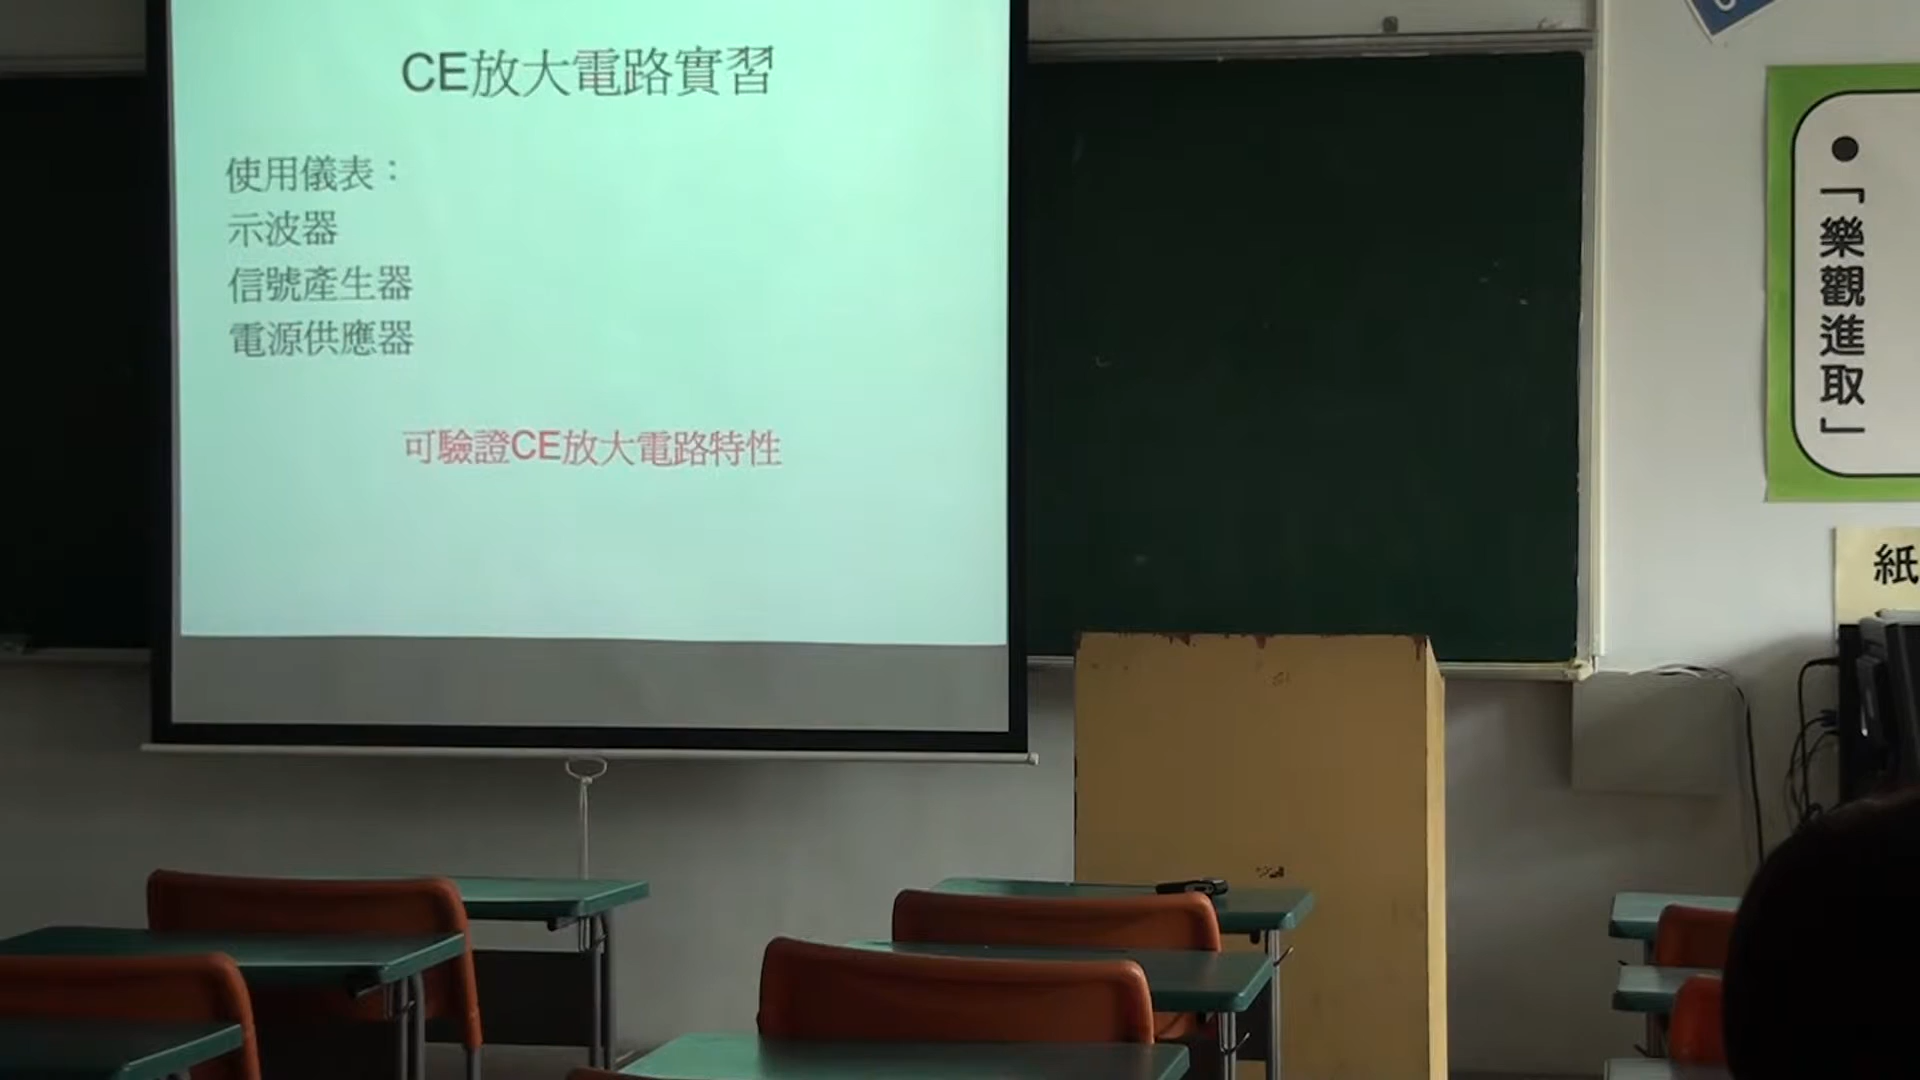 CE放大電路實習
使用儀表：
示波器
信號產生器
電源供應器
可驗證CE放大電路特性
●「樂觀進取」
紙